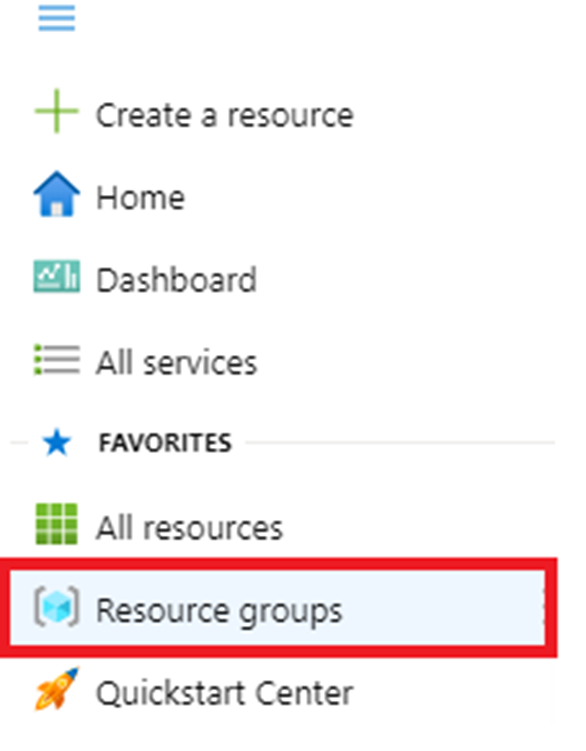 Create a resource
Home
Dashboard
All services
FAVORITES
All resources
Resource groups
Quickstart Center